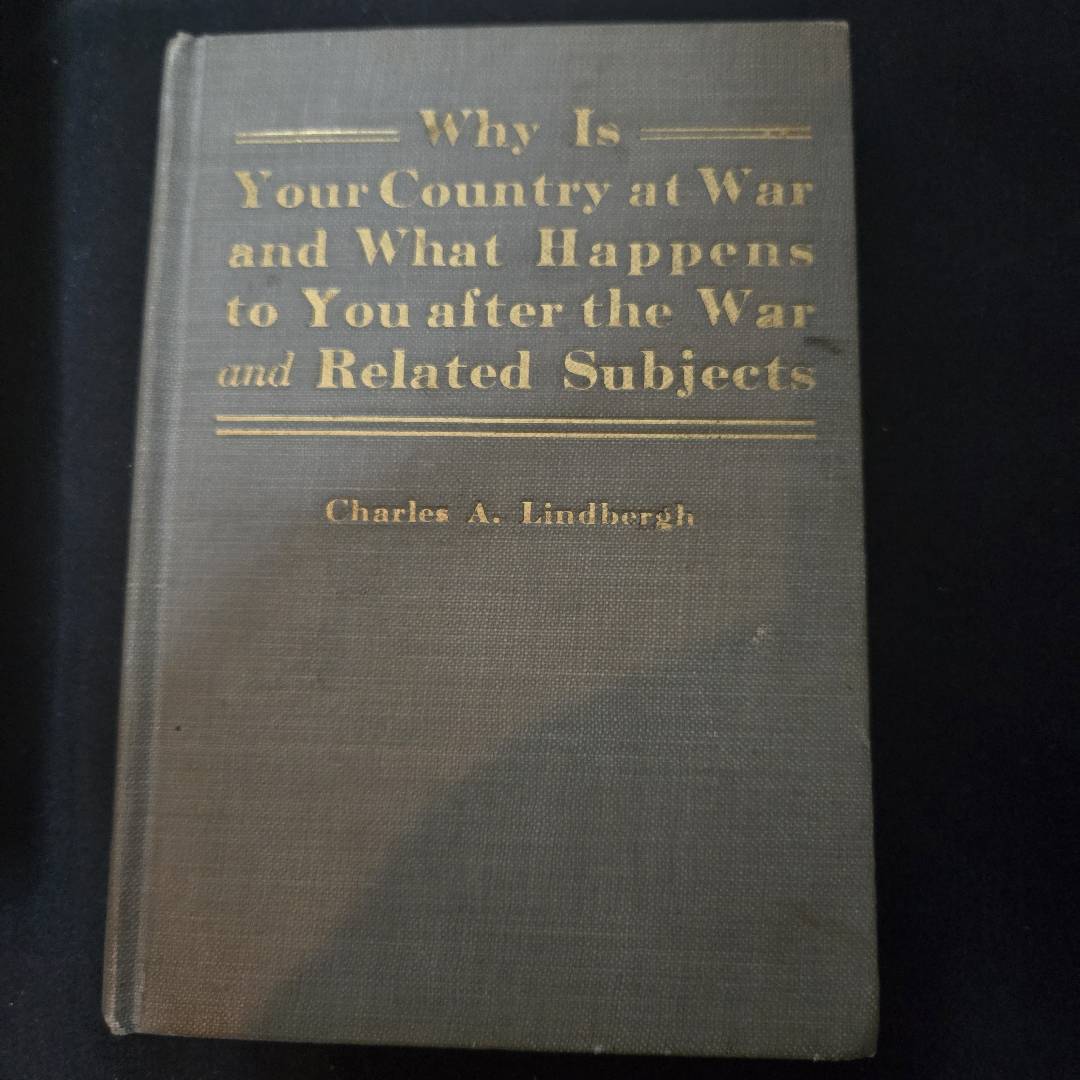 Why Is
Your Country at War
and What Happens
to You after the War
and Related Subjects
Charles A. Lindbergh